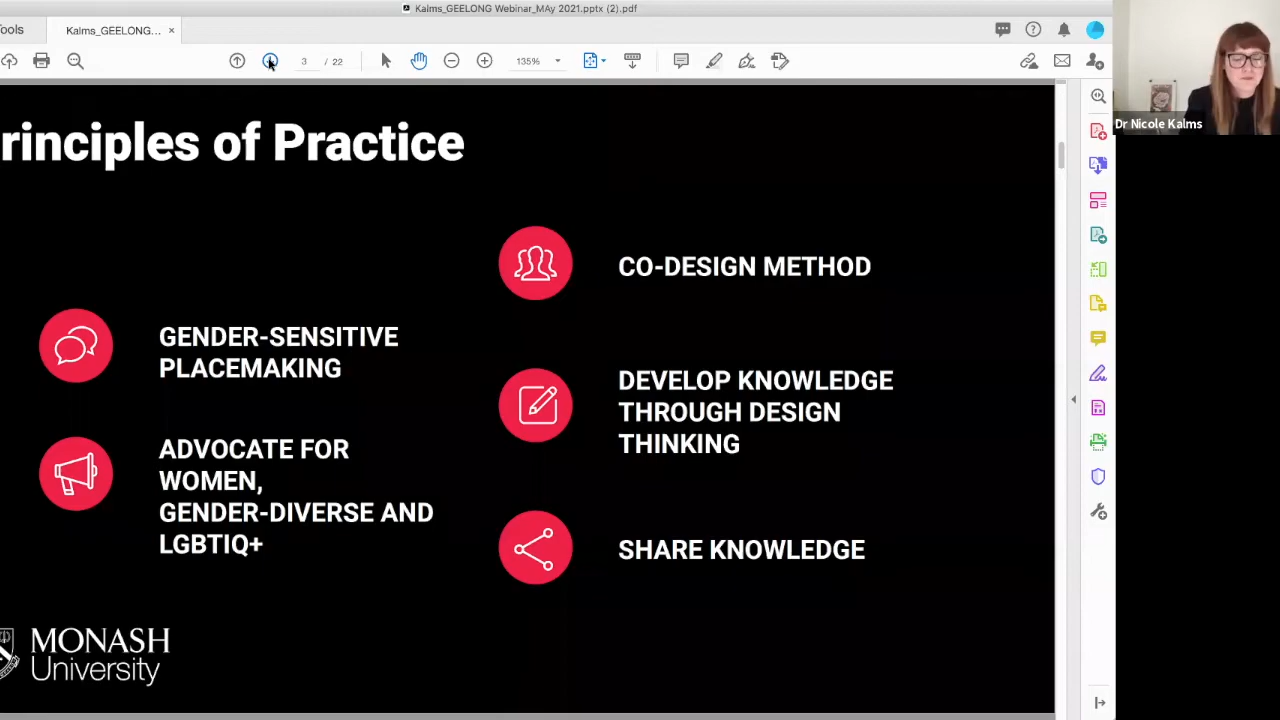 Kalms_GEELONG Webinar_MAy 2021.pptx (2).pdf
Tools
Kalms_GEELONG... ×
3 / 22
135%
rinciples of Practice
CO-DESIGN METHOD
GENDER-SENSITIVE
PLACEMAKING
DEVELOP KNOWLEDGE
THROUGH DESIGN
THINKING
ADVOCATE FOR
WOMEN,
GENDER-DIVERSE AND
LGBTIQ+
SHARE KNOWLEDGE
MONASH
University
Dr Nicole Kalms